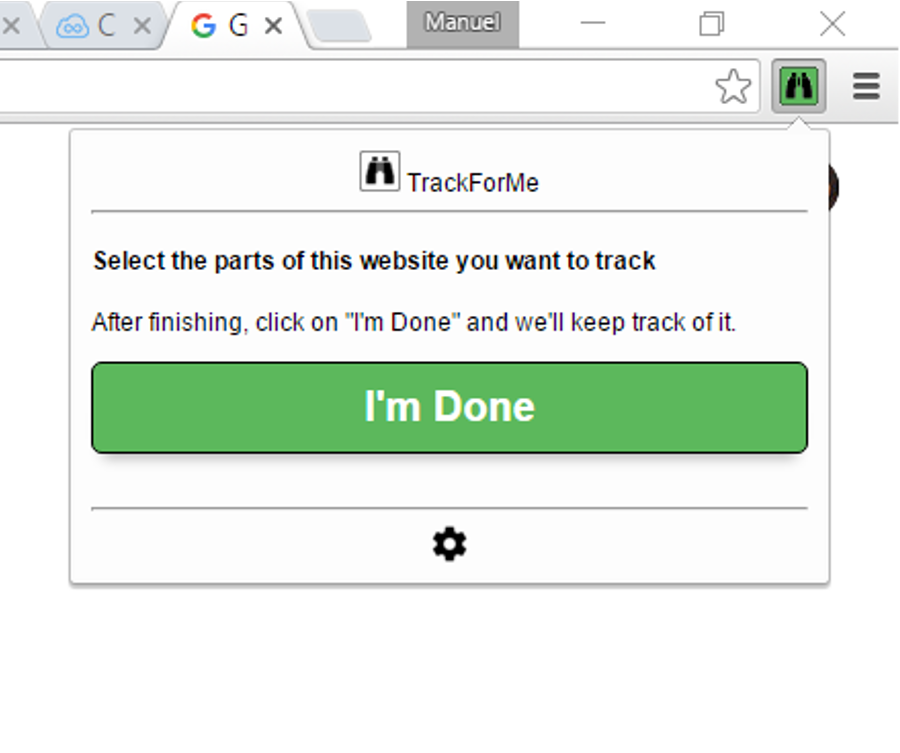 C
G
Manuel
TrackForMe
Select the parts of this website you want to track
After finishing, click on "I'm Done" and we'll keep track of it.
I'm Done